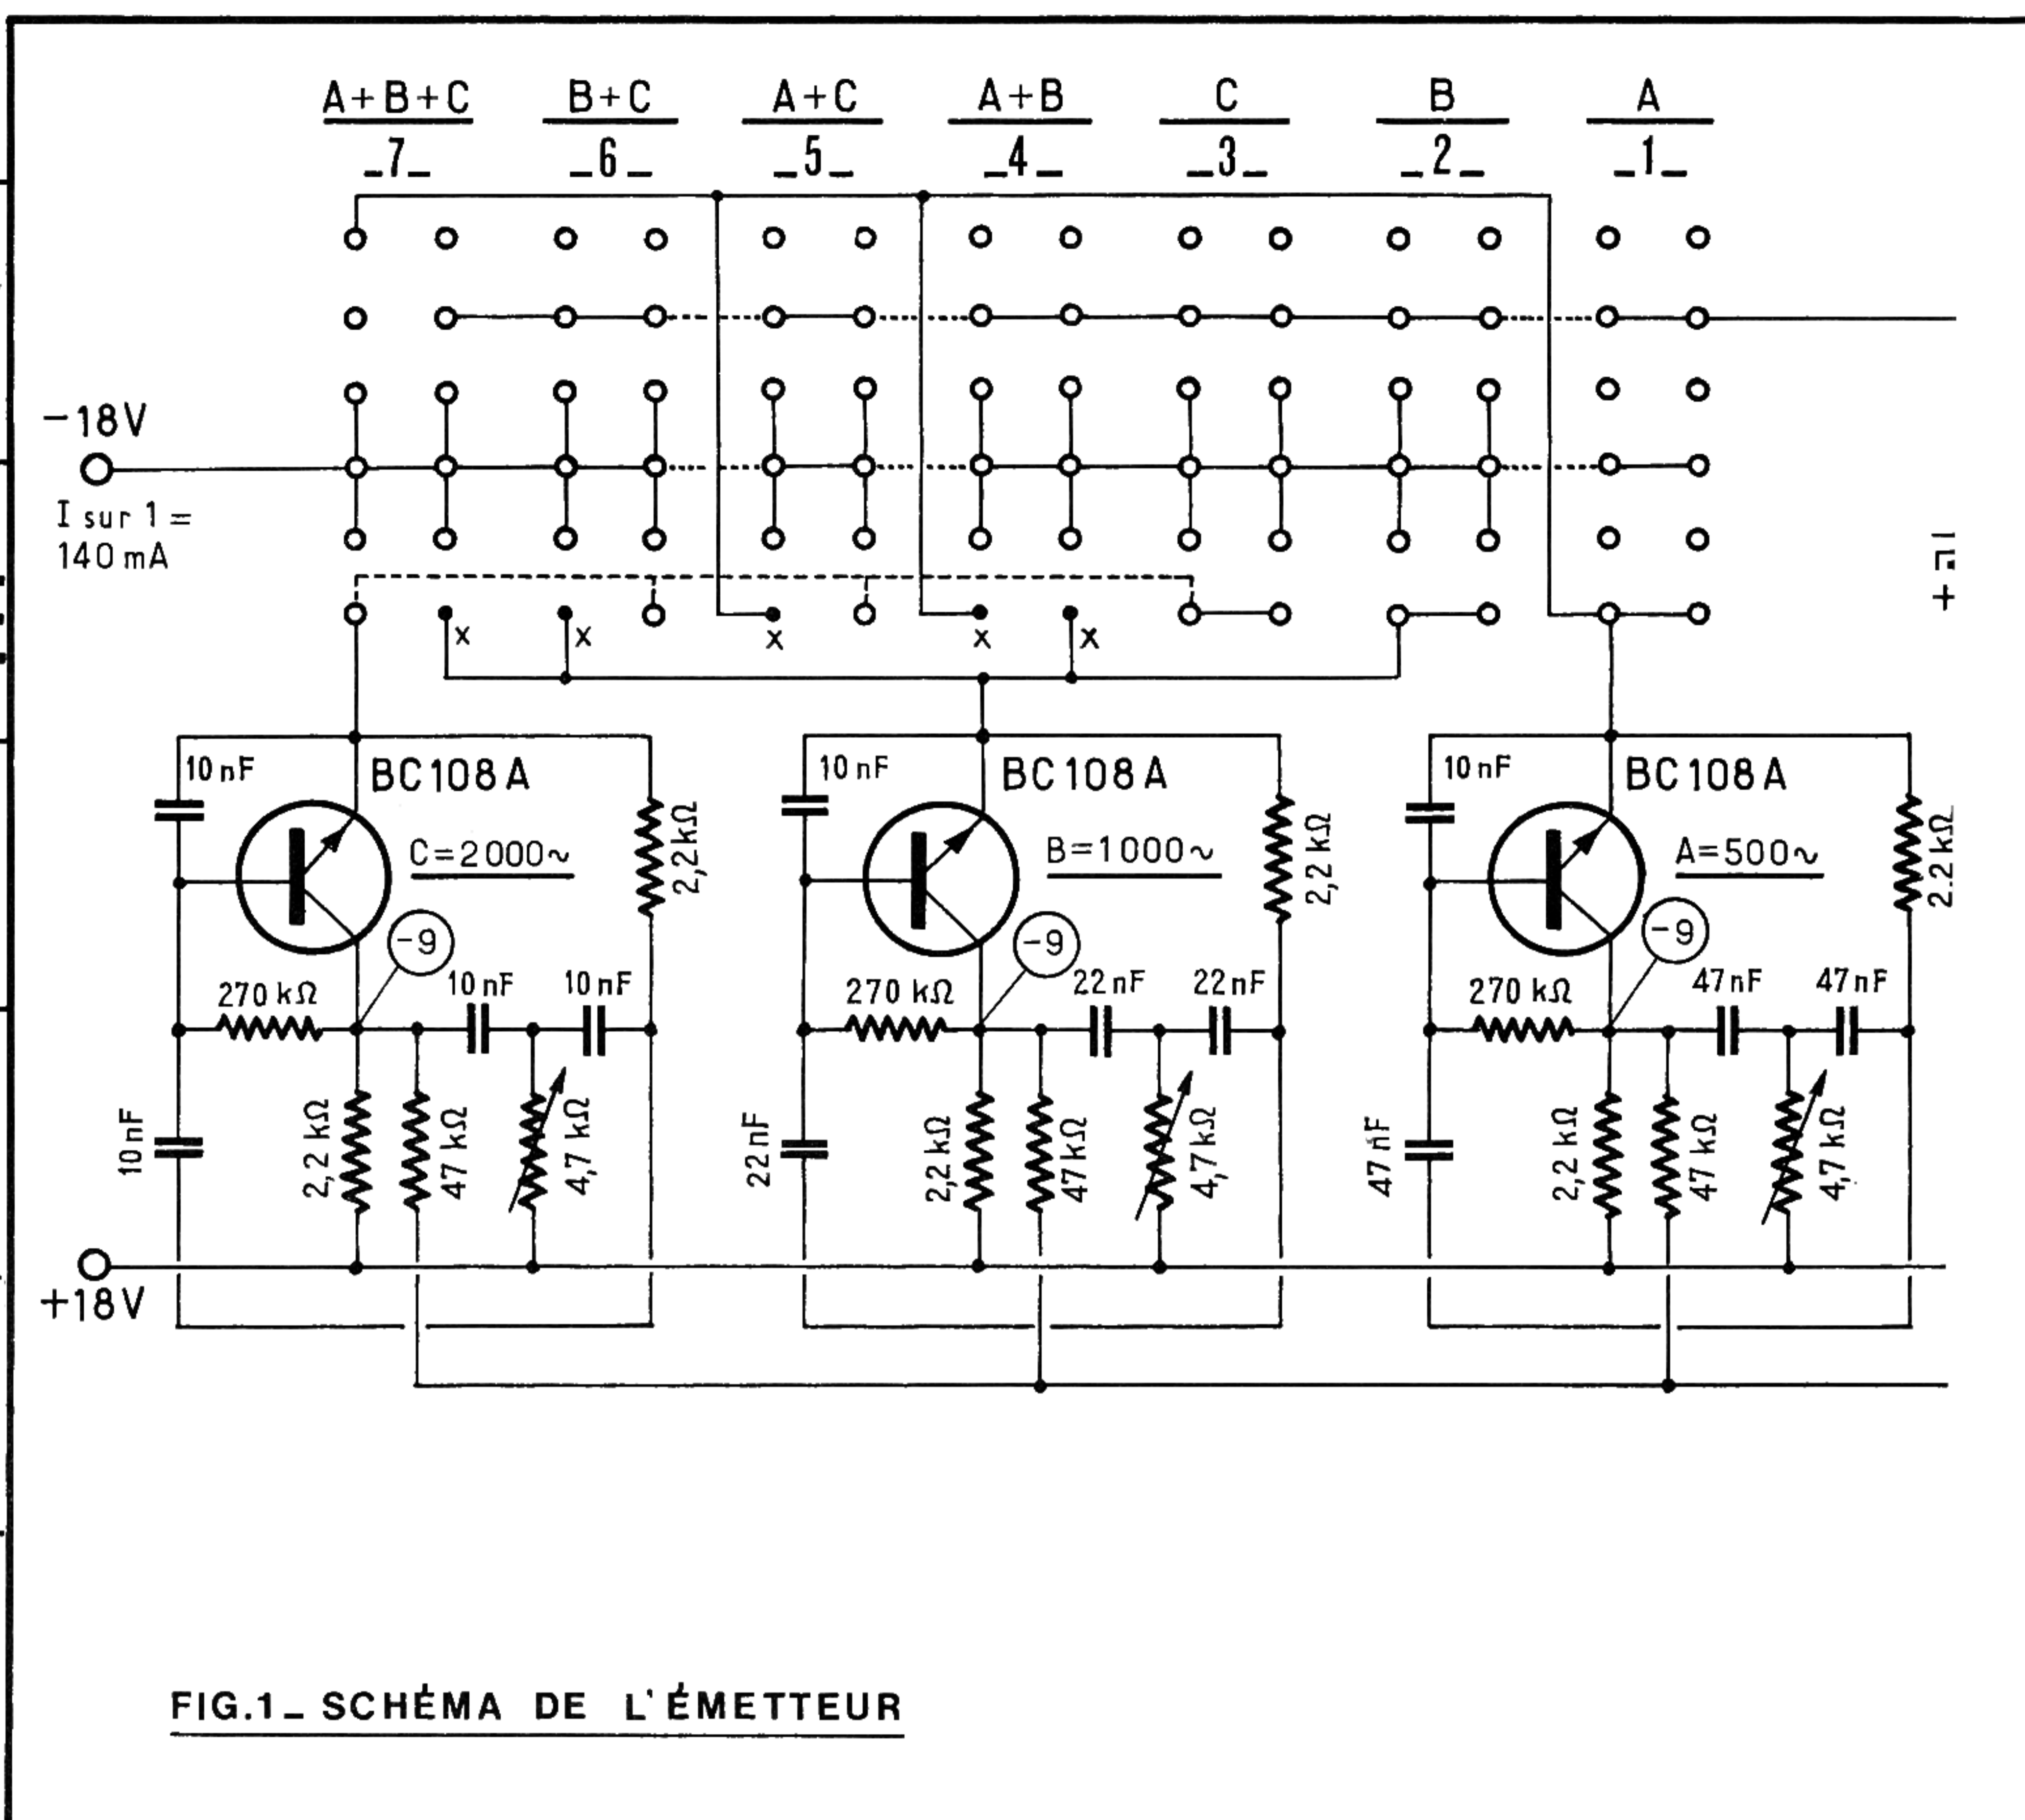 A+B+C B+C A+C A+B C B A
_7_ _6_ _5_ _4_ _3_ _2_ _1_
−18V
I sur 1 =
140 mA
x x x x x
10 nF BC108A 10 nF BC108A 10 nF BC108A
C=2000~ 2,2kΩ B=1000~ 2,2 kΩ A=500~ 2.2 kΩ
−9 −9 −9
270 kΩ 10 nF 10 nF 270 kΩ 22 nF 22 nF 270 kΩ 47 nF 47 nF
10 nF 2,2 kΩ 47 kΩ 4,7 kΩ 22 nF 2,2 kΩ 47 kΩ 4,7 kΩ 47 nF 2,2 kΩ 47 kΩ 4,7 kΩ
+18V
FIG.1_ SCHÉMA DE L'ÉMETTEUR